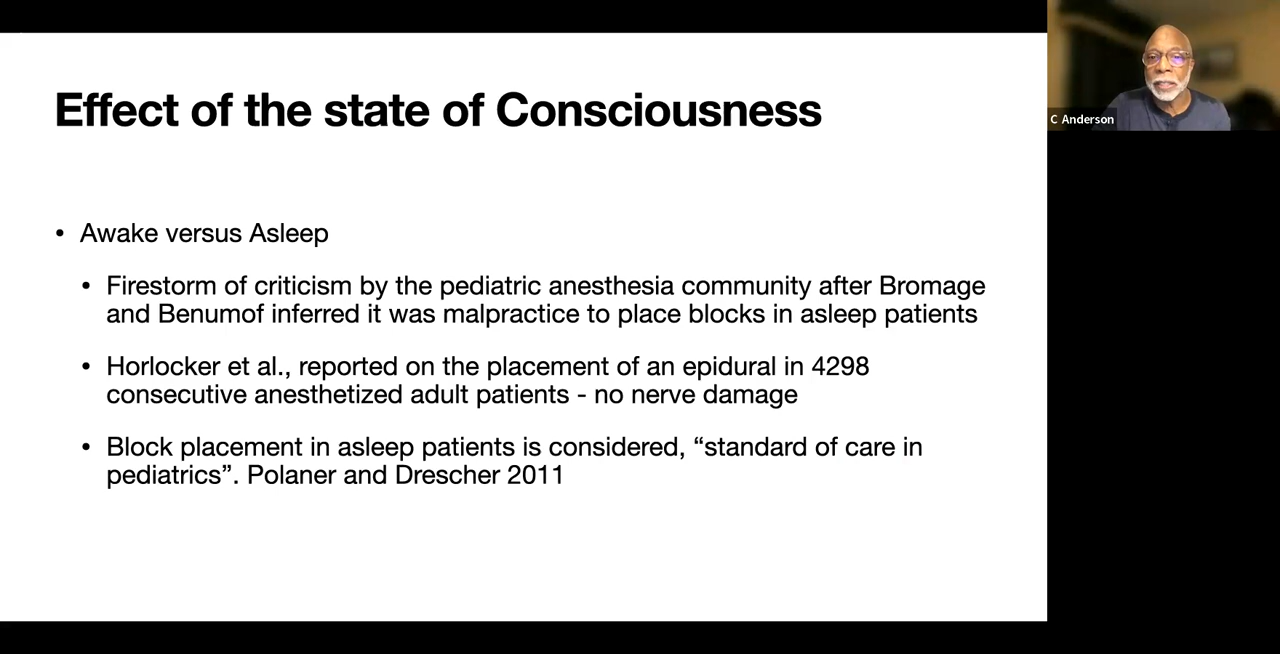 Effect of the state of Consciousness
• Awake versus Asleep
• Firestorm of criticism by the pediatric anesthesia community after Bromage
and Benumof inferred it was malpractice to place blocks in asleep patients
• Horlocker et al., reported on the placement of an epidural in 4298
consecutive anesthetized adult patients - no nerve damage
• Block placement in asleep patients is considered, “standard of care in
pediatrics”. Polaner and Drescher 2011
C Anderson